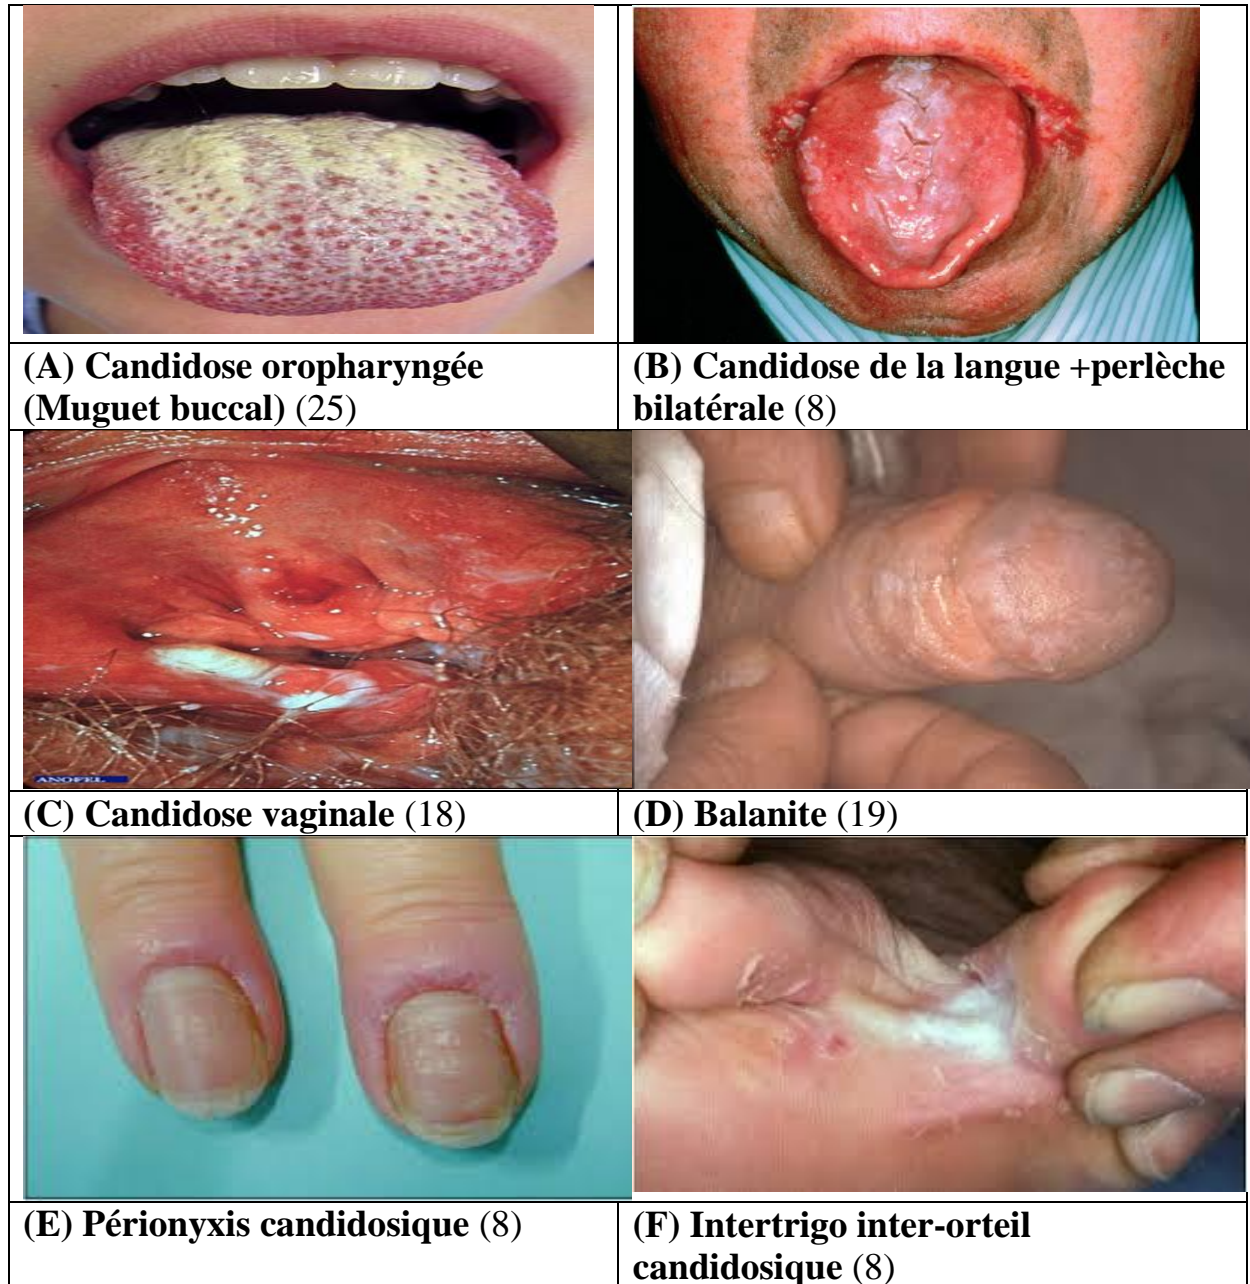 (A) Candidose oropharyngée
(Muguet buccal) (25)
(B) Candidose de la langue +perlèche
bilatérale (8)
ANOFEL
(C) Candidose vaginale (18)
(D) Balanite (19)
(E) Périonyxis candidosique (8)
(F) Intertrigo inter-orteil
candidosique (8)